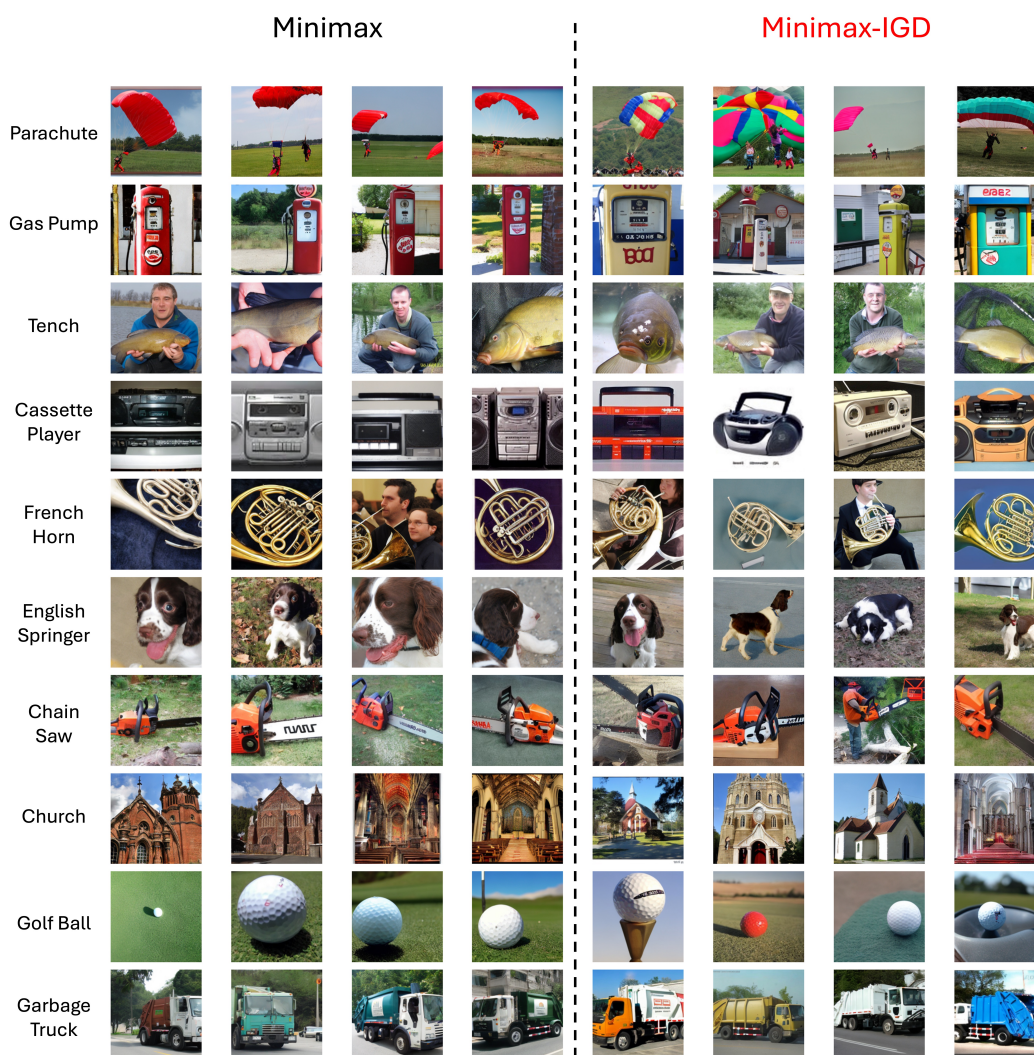 Minimax
Minimax-IGD
Parachute
Gas Pump
Tench
Cassette
Player
French
Horn
English
Springer
Chain
Saw
Church
Golf Ball
Garbage
Truck